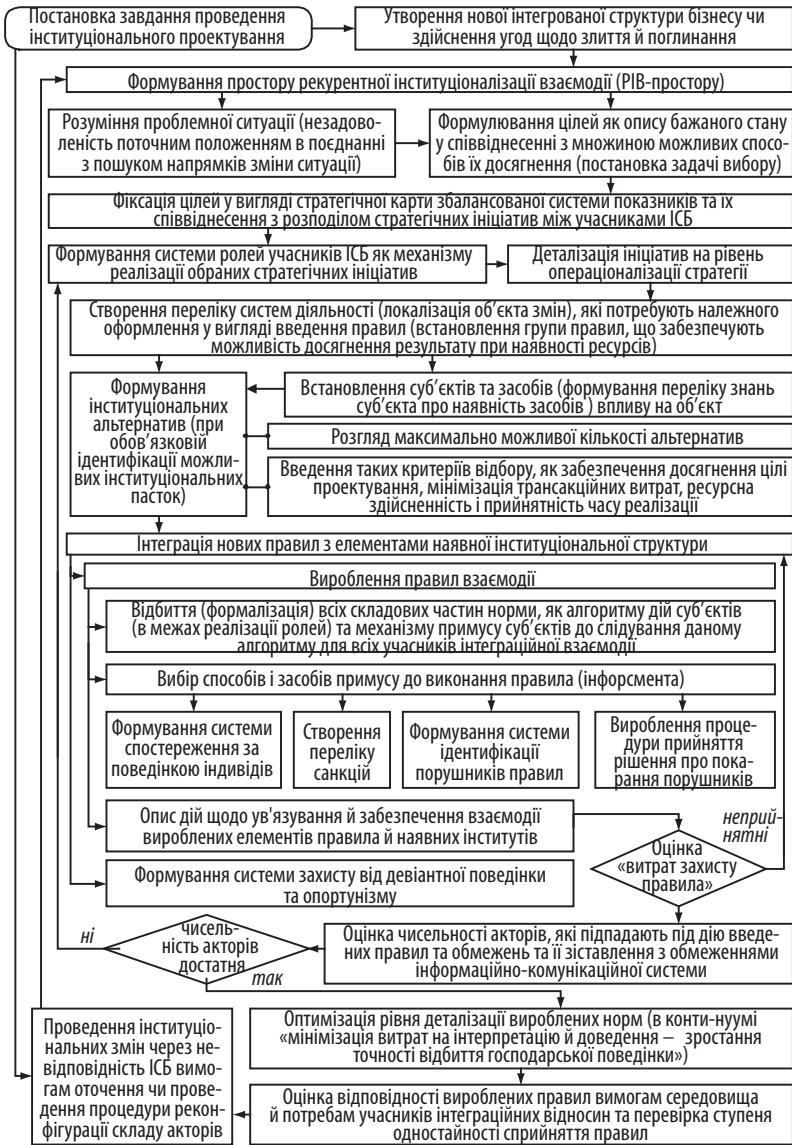 Постановка завдання проведення
інституціонального проектування
Утворення нової інтегрованої структури бізнесу чи
здійснення угод щодо злиття й поглинання
Формування простору рекурентної інституціоналізації взаємодії (РІВ-простору)
Розуміння проблемної ситуації (незадово-
леність поточним положенням в поєднанні
з пошуком напрямків зміни ситуації)
Формулювання цілей як опису бажаного стану
у співвіднесенні з множиною можливих спосо-
бів їх досягнення (постановка задачі вибору)
Фіксація цілей у вигляді стратегічної карти збалансованої системи показників та їх
співвіднесення з розподілом стратегічних ініціатив між учасниками ІСБ
Формування системи ролей учасників ІСБ як механізму
реалізації обраних стратегічних ініціатив
Деталізація ініціатив на рівень
операціоналізації стратегії
Створення переліку систем діяльності (локалізація об’єкта змін), які потребують належного
оформлення у вигляді введення правил (встановлення групи правил, що забезпечують
можливість досягнення результату при наявності ресурсів)
Формування
інституціональних
альтернатив (при
обов’язковій
ідентифікації можли-
вих інституціональних
пасток)
Встановлення суб’єктів та засобів (формування переліку знань
суб’єкта про наявність засобів ) впливу на об’єкт
Розгляд максимально можливої кількості альтернатив
Введення таких критеріїв відбору, як забезпечення досягнення цілі
проектування, мінімізація трансакційних витрат, ресурсна
здійсненність і прийнятність часу реалізації
Інтеграція нових правил з елементами наявної інституціональної структури
Вироблення правил взаємодії
Відбиття (формалізація) всіх складових частин норми, як алгоритму дій суб’єктів
(в межах реалізації ролей) та механізму примусу суб’єктів до слідування даному
алгоритму для всіх учасників інтеграційної взаємодії
Вибір способів і засобів примусу до виконання правила (інфорсмента)
Формування системи
спостереження за
поведінкою індивідів
Створення
переліку
санкцій
Формування системи
ідентифікації
порушників правил
Вироблення проце-
дури прийняття
рішення про пока-
рання порушників
Опис дій щодо ув'язування й забезпечення взаємодії
вироблених елементів правила й наявних інститутів
неприй-
нятні
Оцінка
«витрат захисту
правила»
Формування системи захисту від девіантної поведінки
та опортунізму
ні
чисель-
ність акторів
достатня
так
Оцінка чисельності акторів, які підпадають під дію введе-
них правил та обмежень та її зіставлення з обмеженнями
інформаційно-комунікаційної системи
Проведення інституціо-
нальних змін через не-
відповідність ІСБ вимо-
гам оточення чи прове-
дення процедури рекон-
фігурації складу акторів
Оптимізація рівня деталізації вироблених норм (в конти-нуумі
«мінімізація витрат на інтерпретацію й доведення – зростання
точності відбиття господарської поведінки»)
Оцінка відповідності вироблених правил вимогам середовища
й потребам учасників інтеграційних відносин та перевірка ступеня
одностайності сприйняття правил